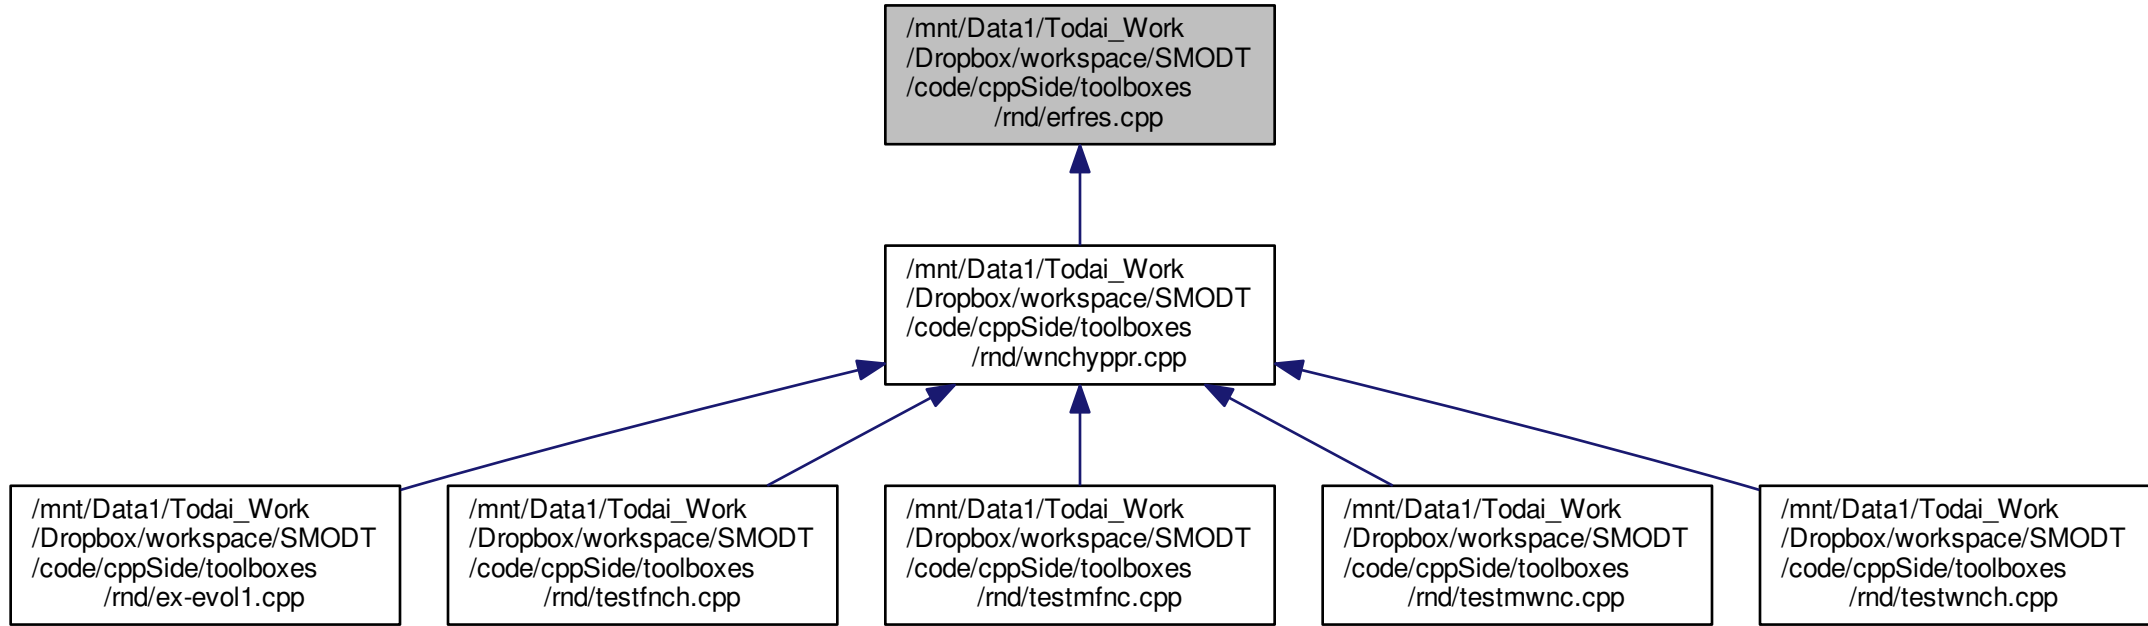 /mnt/Data1/Todai_Work
/Dropbox/workspace/SMODT
/code/cppSide/toolboxes
/rnd/erfres.cpp
/mnt/Data1/Todai_Work
/Dropbox/workspace/SMODT
/code/cppSide/toolboxes
/rnd/wnchyppr.cpp
/mnt/Data1/Todai_Work
/Dropbox/workspace/SMODT
/code/cppSide/toolboxes
/rnd/ex-evol1.cpp
/mnt/Data1/Todai_Work
/Dropbox/workspace/SMODT
/code/cppSide/toolboxes
/rnd/testfnch.cpp
/mnt/Data1/Todai_Work
/Dropbox/workspace/SMODT
/code/cppSide/toolboxes
/rnd/testmfnc.cpp
/mnt/Data1/Todai_Work
/Dropbox/workspace/SMODT
/code/cppSide/toolboxes
/rnd/testmwnc.cpp
/mnt/Data1/Todai_Work
/Dropbox/workspace/SMODT
/code/cppSide/toolboxes
/rnd/testwnch.cpp